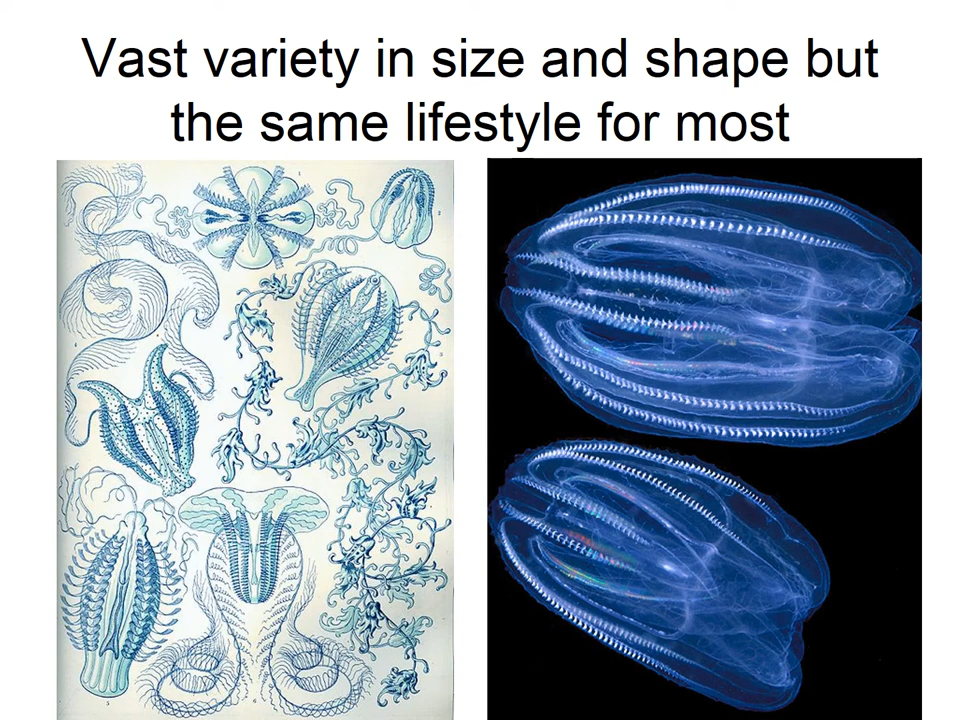 Vast variety in size and shape but
the same lifestyle for most